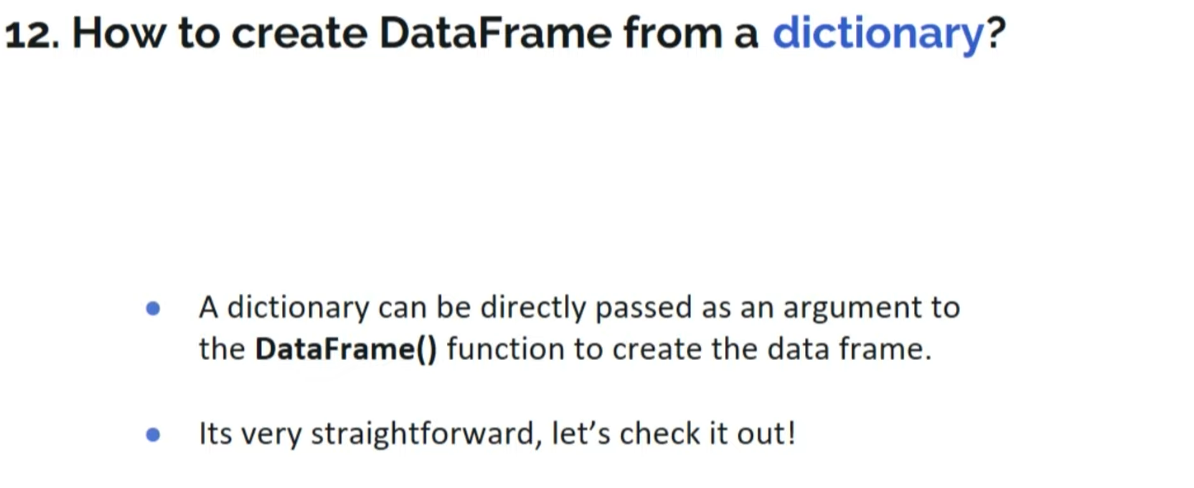 12. How to create DataFrame from a dictionary?
• A dictionary can be directly passed as an argument to
the DataFrame() function to create the data frame.
• Its very straightforward, let’s check it out!